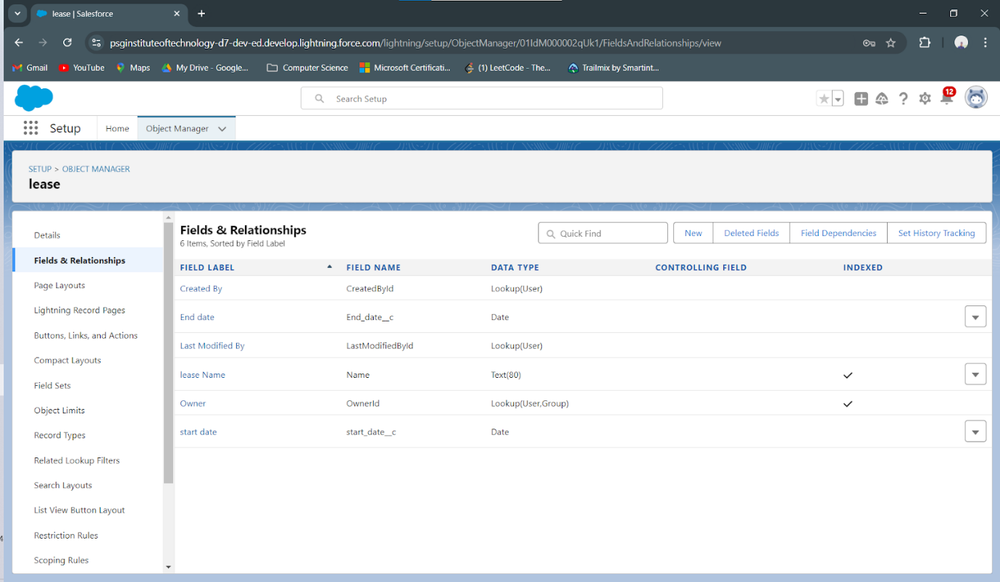 lease | Salesforce
psginstituteoftechnology-d7-dev-ed.develop.lightning.force.com/lightning/setup/ObjectManager/01IdM000002qUk1/FieldsAndRelationships/view
Gmail YouTube Maps My Drive - Google... Computer Science Microsoft Certificati... (1) LeetCode - The... Trailmix by Smartint...
Search Setup 12
Setup Home Object Manager
SETUP > OBJECT MANAGER
lease
Details
Fields & Relationships
Page Layouts
Lightning Record Pages
Buttons, Links, and Actions
Compact Layouts
Field Sets
Object Limits
Record Types
Related Lookup Filters
Search Layouts
List View Button Layout
Restriction Rules
Scoping Rules
Fields & Relationships
6 Items, Sorted by Field Label
Quick Find New Deleted Fields Field Dependencies Set History Tracking
FIELD LABEL FIELD NAME DATA TYPE CONTROLLING FIELD INDEXED
Created By CreatedById Lookup(User)
End date End_date__c Date
Last Modified By LastModifiedById Lookup(User)
lease Name Name Text(80)
Owner OwnerId Lookup(User,Group)
start date start_date__c Date